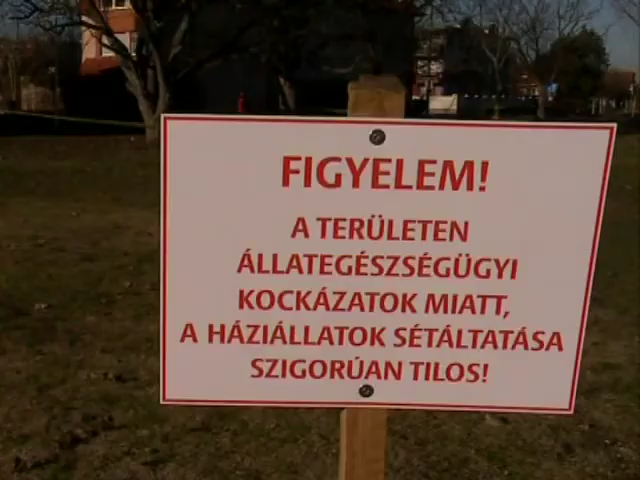 FIGYELEM!
A TERÜLETEN
ÁLLATEGÉSZSÉGÜGYI
KOCKÁZATOK MIATT,
A HÁZIÁLLATOK SÉTÁLTATÁSA
SZIGORÚAN TILOS!